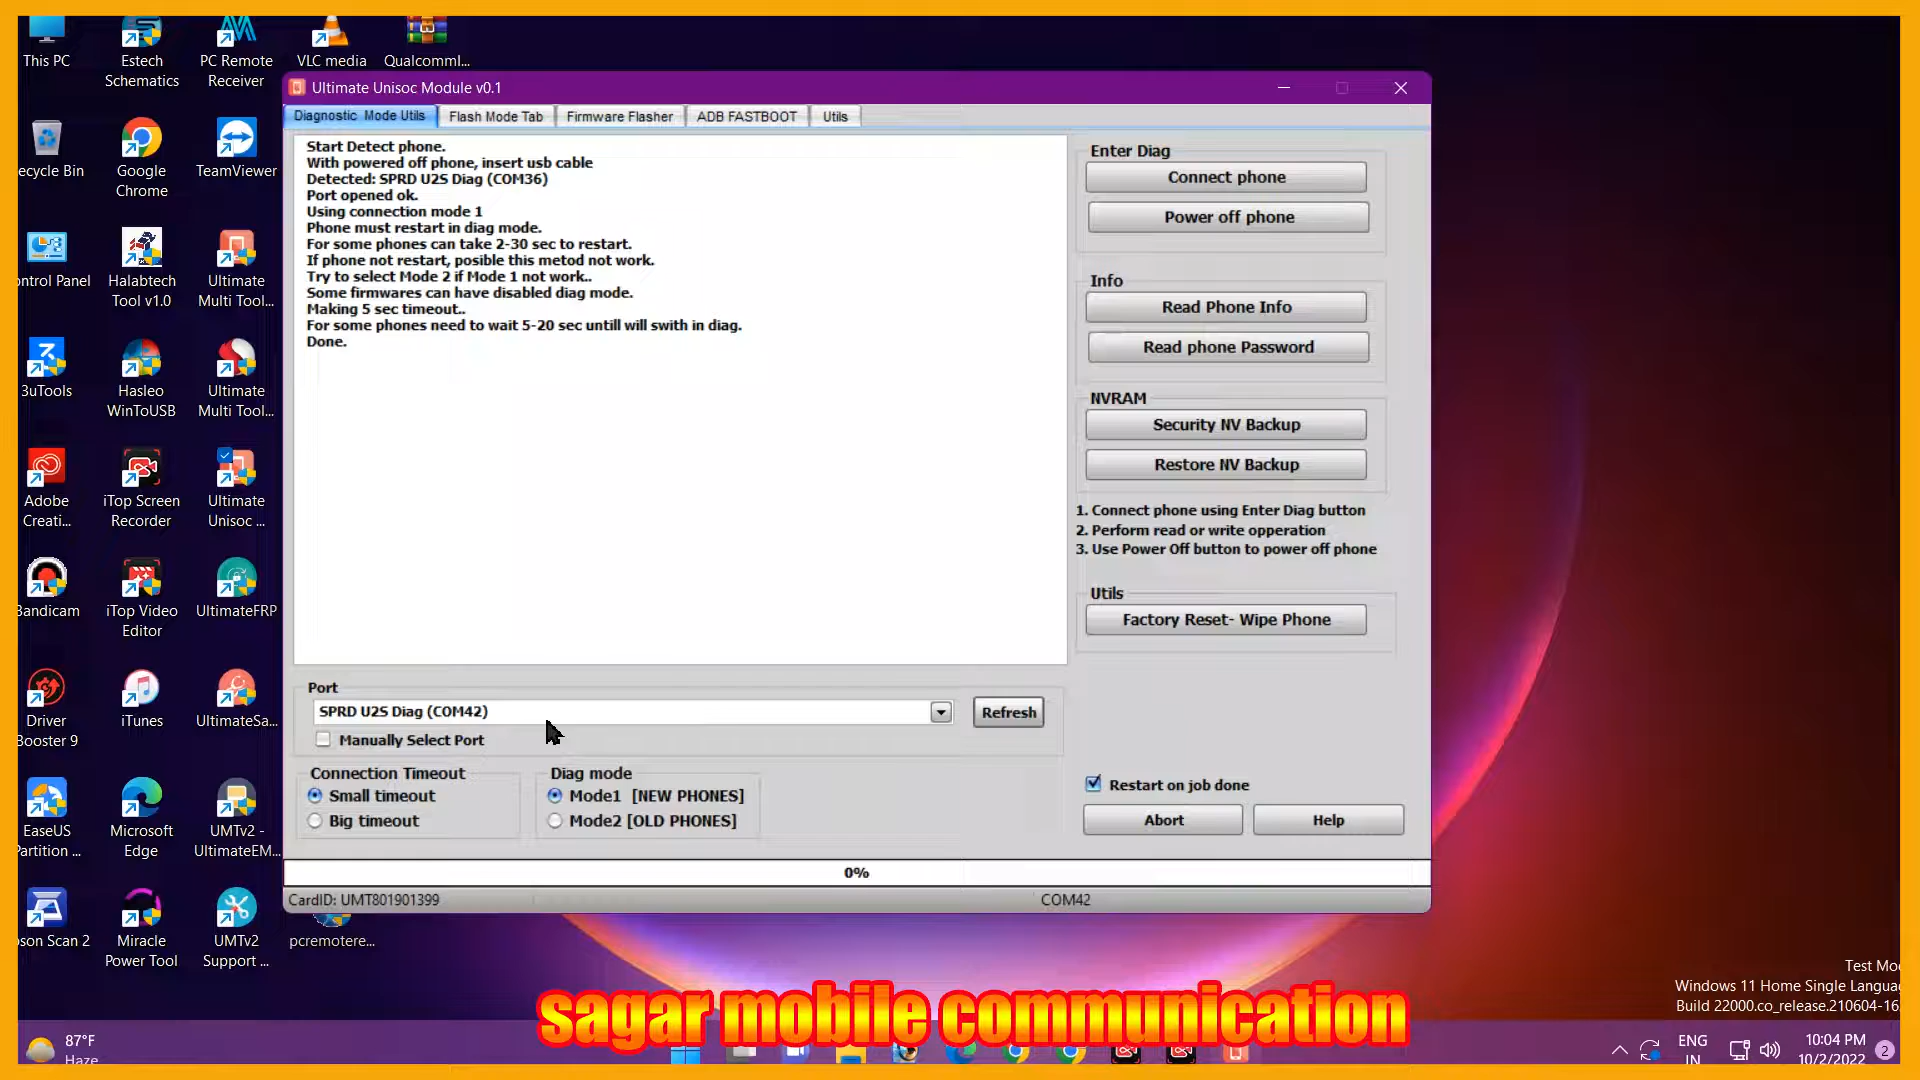 This PC
Estech
Schematics
PC Remote
Receiver
VLC media
Qualcomml...
Ultimate Unisoc Module v0.1
Diagnostic Mode Utils
Flash Mode Tab
Firmware Flasher
ADB FASTBOOT
Utils
Start Detect phone.
With powered off phone, insert usb cable
Detected: SPRD U2S Diag (COM36)
Port opened ok.
Using connection mode 1
Phone must restart in diag mode.
For some phones can take 2-30 sec to restart.
If phone not restart, posible this metod not work.
Try to select Mode 2 if Mode 1 not work..
Some firmwares can have disabled diag mode.
Making 5 sec timeout..
For some phones need to wait 5-20 sec untill will swith in diag.
Done.
Enter Diag
Connect phone
Power off phone
Info
Read Phone Info
Read phone Password
NVRAM
Security NV Backup
Restore NV Backup
1. Connect phone using Enter Diag button
2. Perform read or write opperation
3. Use Power Off button to power off phone
Utils
Factory Reset- Wipe Phone
Port
SPRD U2S Diag (COM42)
Refresh
Manually Select Port
Connection Timeout
Small timeout
Big timeout
Diag mode
Mode1 [NEW PHONES]
Mode2 [OLD PHONES]
Restart on job done
Abort
Help
0%
CardID: UMT801901399
COM42
ecycle Bin
Google
Chrome
TeamViewer
ontrol Panel
Halabtech
Tool v1.0
Ultimate
Multi Tool...
3uTools
Hasleo
WinToUSB
Ultimate
Multi Tool...
Adobe
Creati...
iTop Screen
Recorder
Ultimate
Unisoc ...
Bandicam
iTop Video
Editor
UltimateFRP
Driver
Booster 9
iTunes
UltimateSa...
EaseUS
Partition ...
Microsoft
Edge
UMTv2 -
UltimateEM...
son Scan 2
Miracle
Power Tool
UMTv2
Support ...
pcremotere...
Test Mo
Windows 11 Home Single Langua
Build 22000.co_release.210604-16
sagar mobile communication
87°F
Haze
ENG
IN
10:04 PM
10/2/2022
2